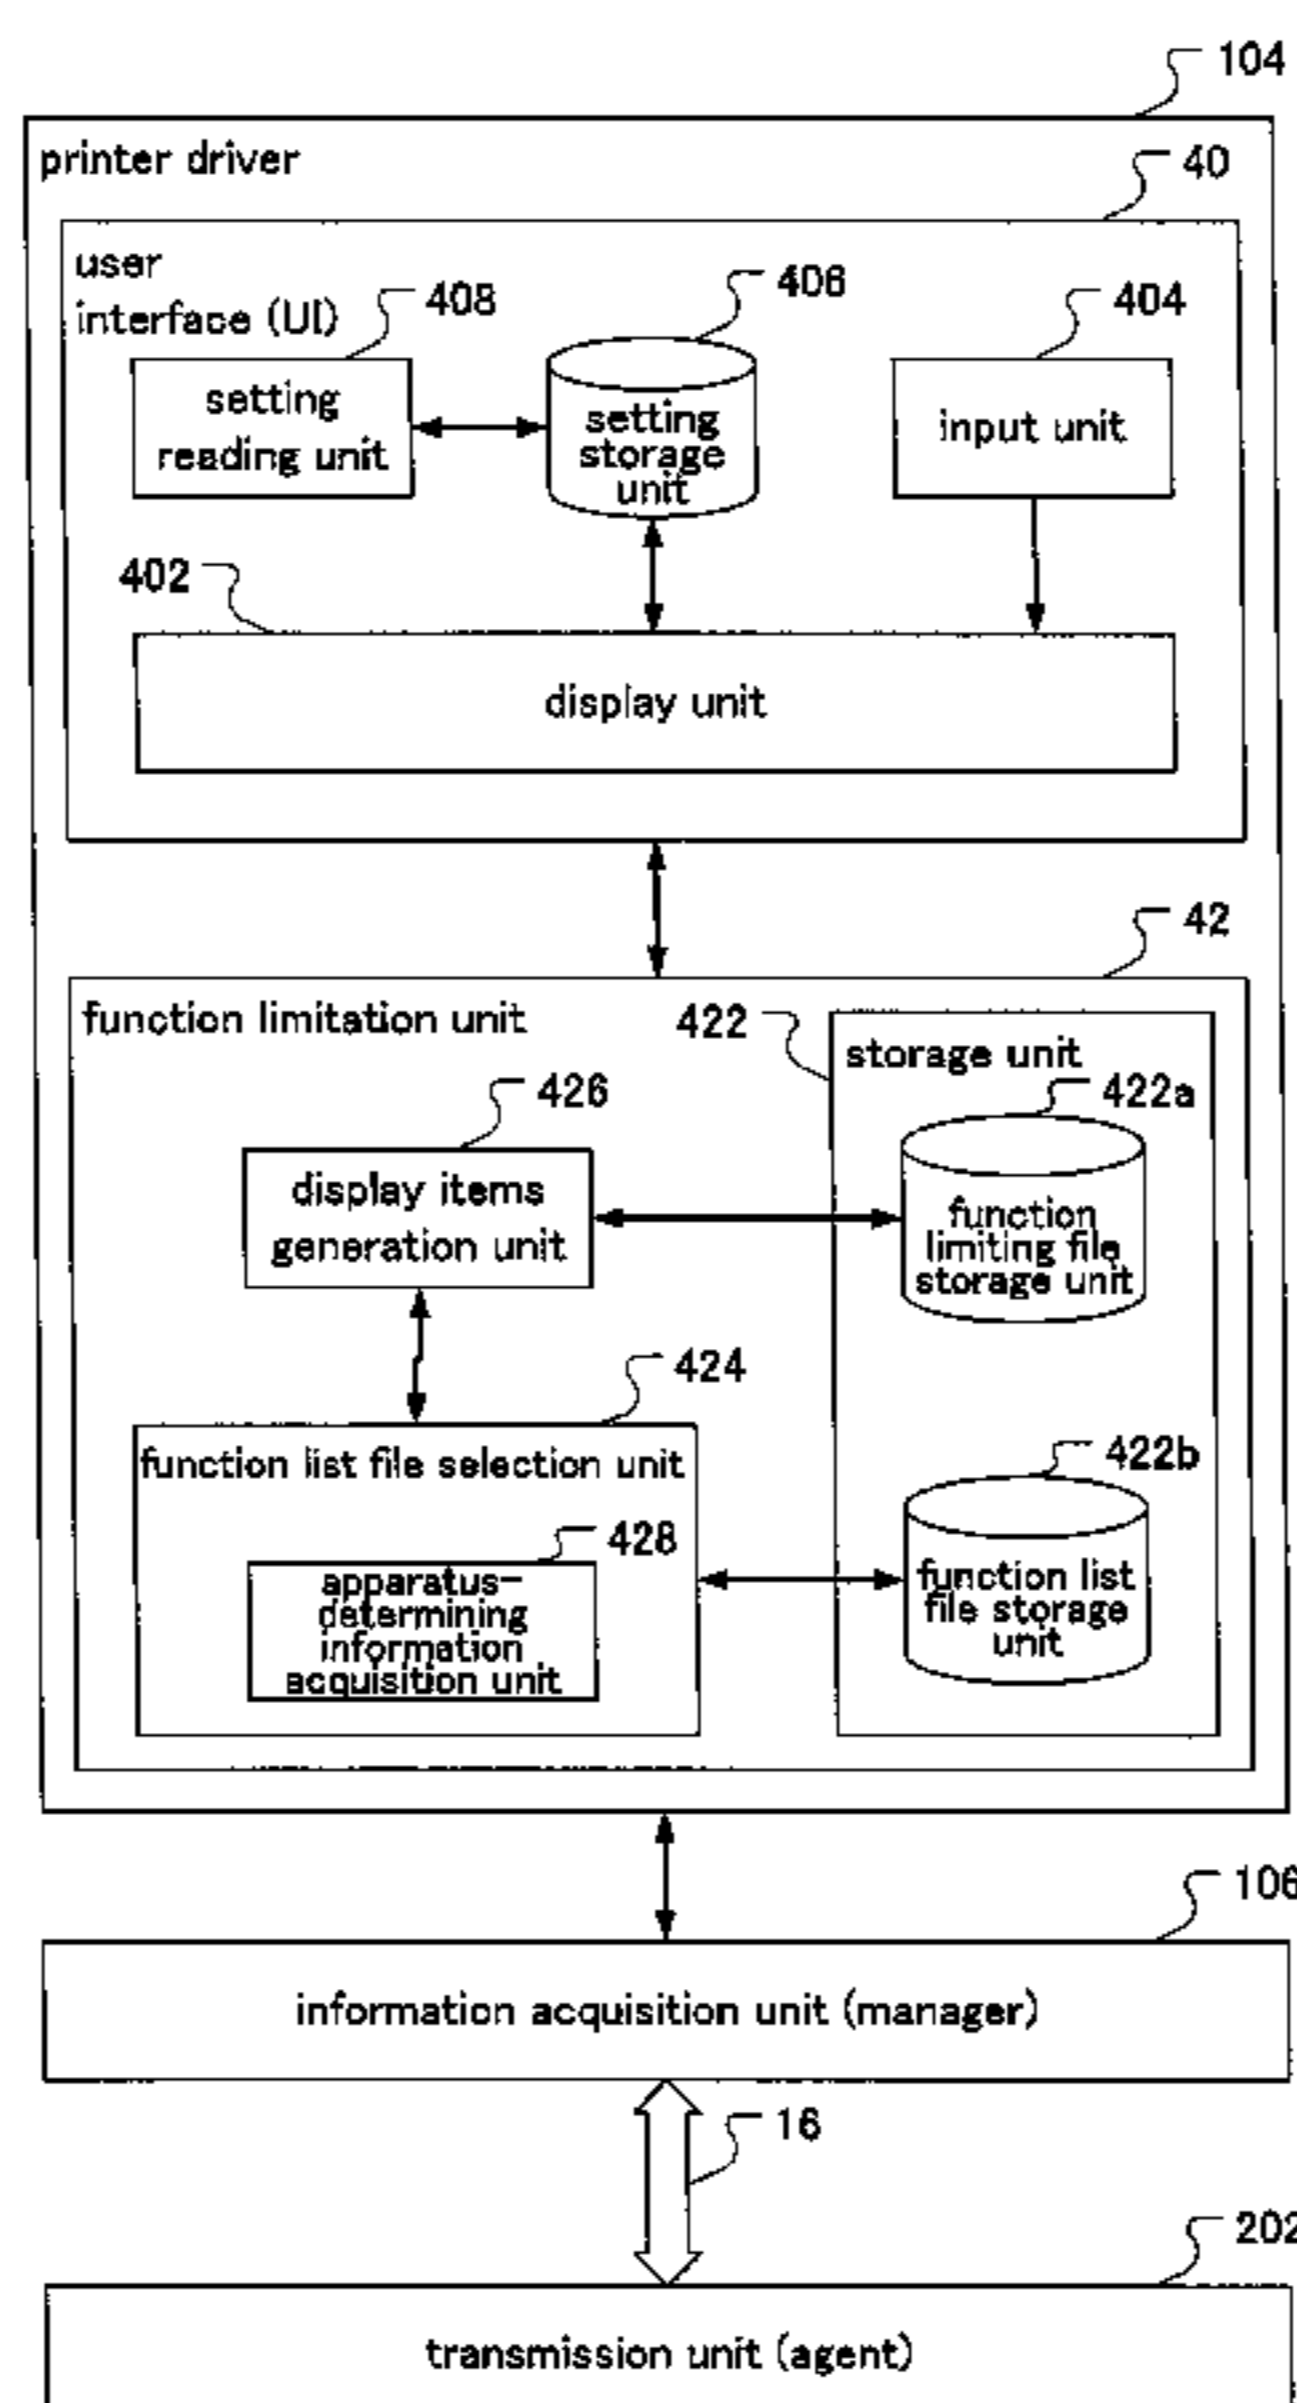 104
printer driver
40
user
interface (UI)
408
406
404
setting
reading unit
setting
storage
unit
input unit
402
display unit
42
function limitation unit
422
storage unit
426
422a
display items
generation unit
function
limiting file
storage unit
424
function list file selection unit
422b
428
apparatus-
determining
information
acquisition unit
function list
file storage
unit
106
information acquisition unit (manager)
16
202
transmission unit (agent)